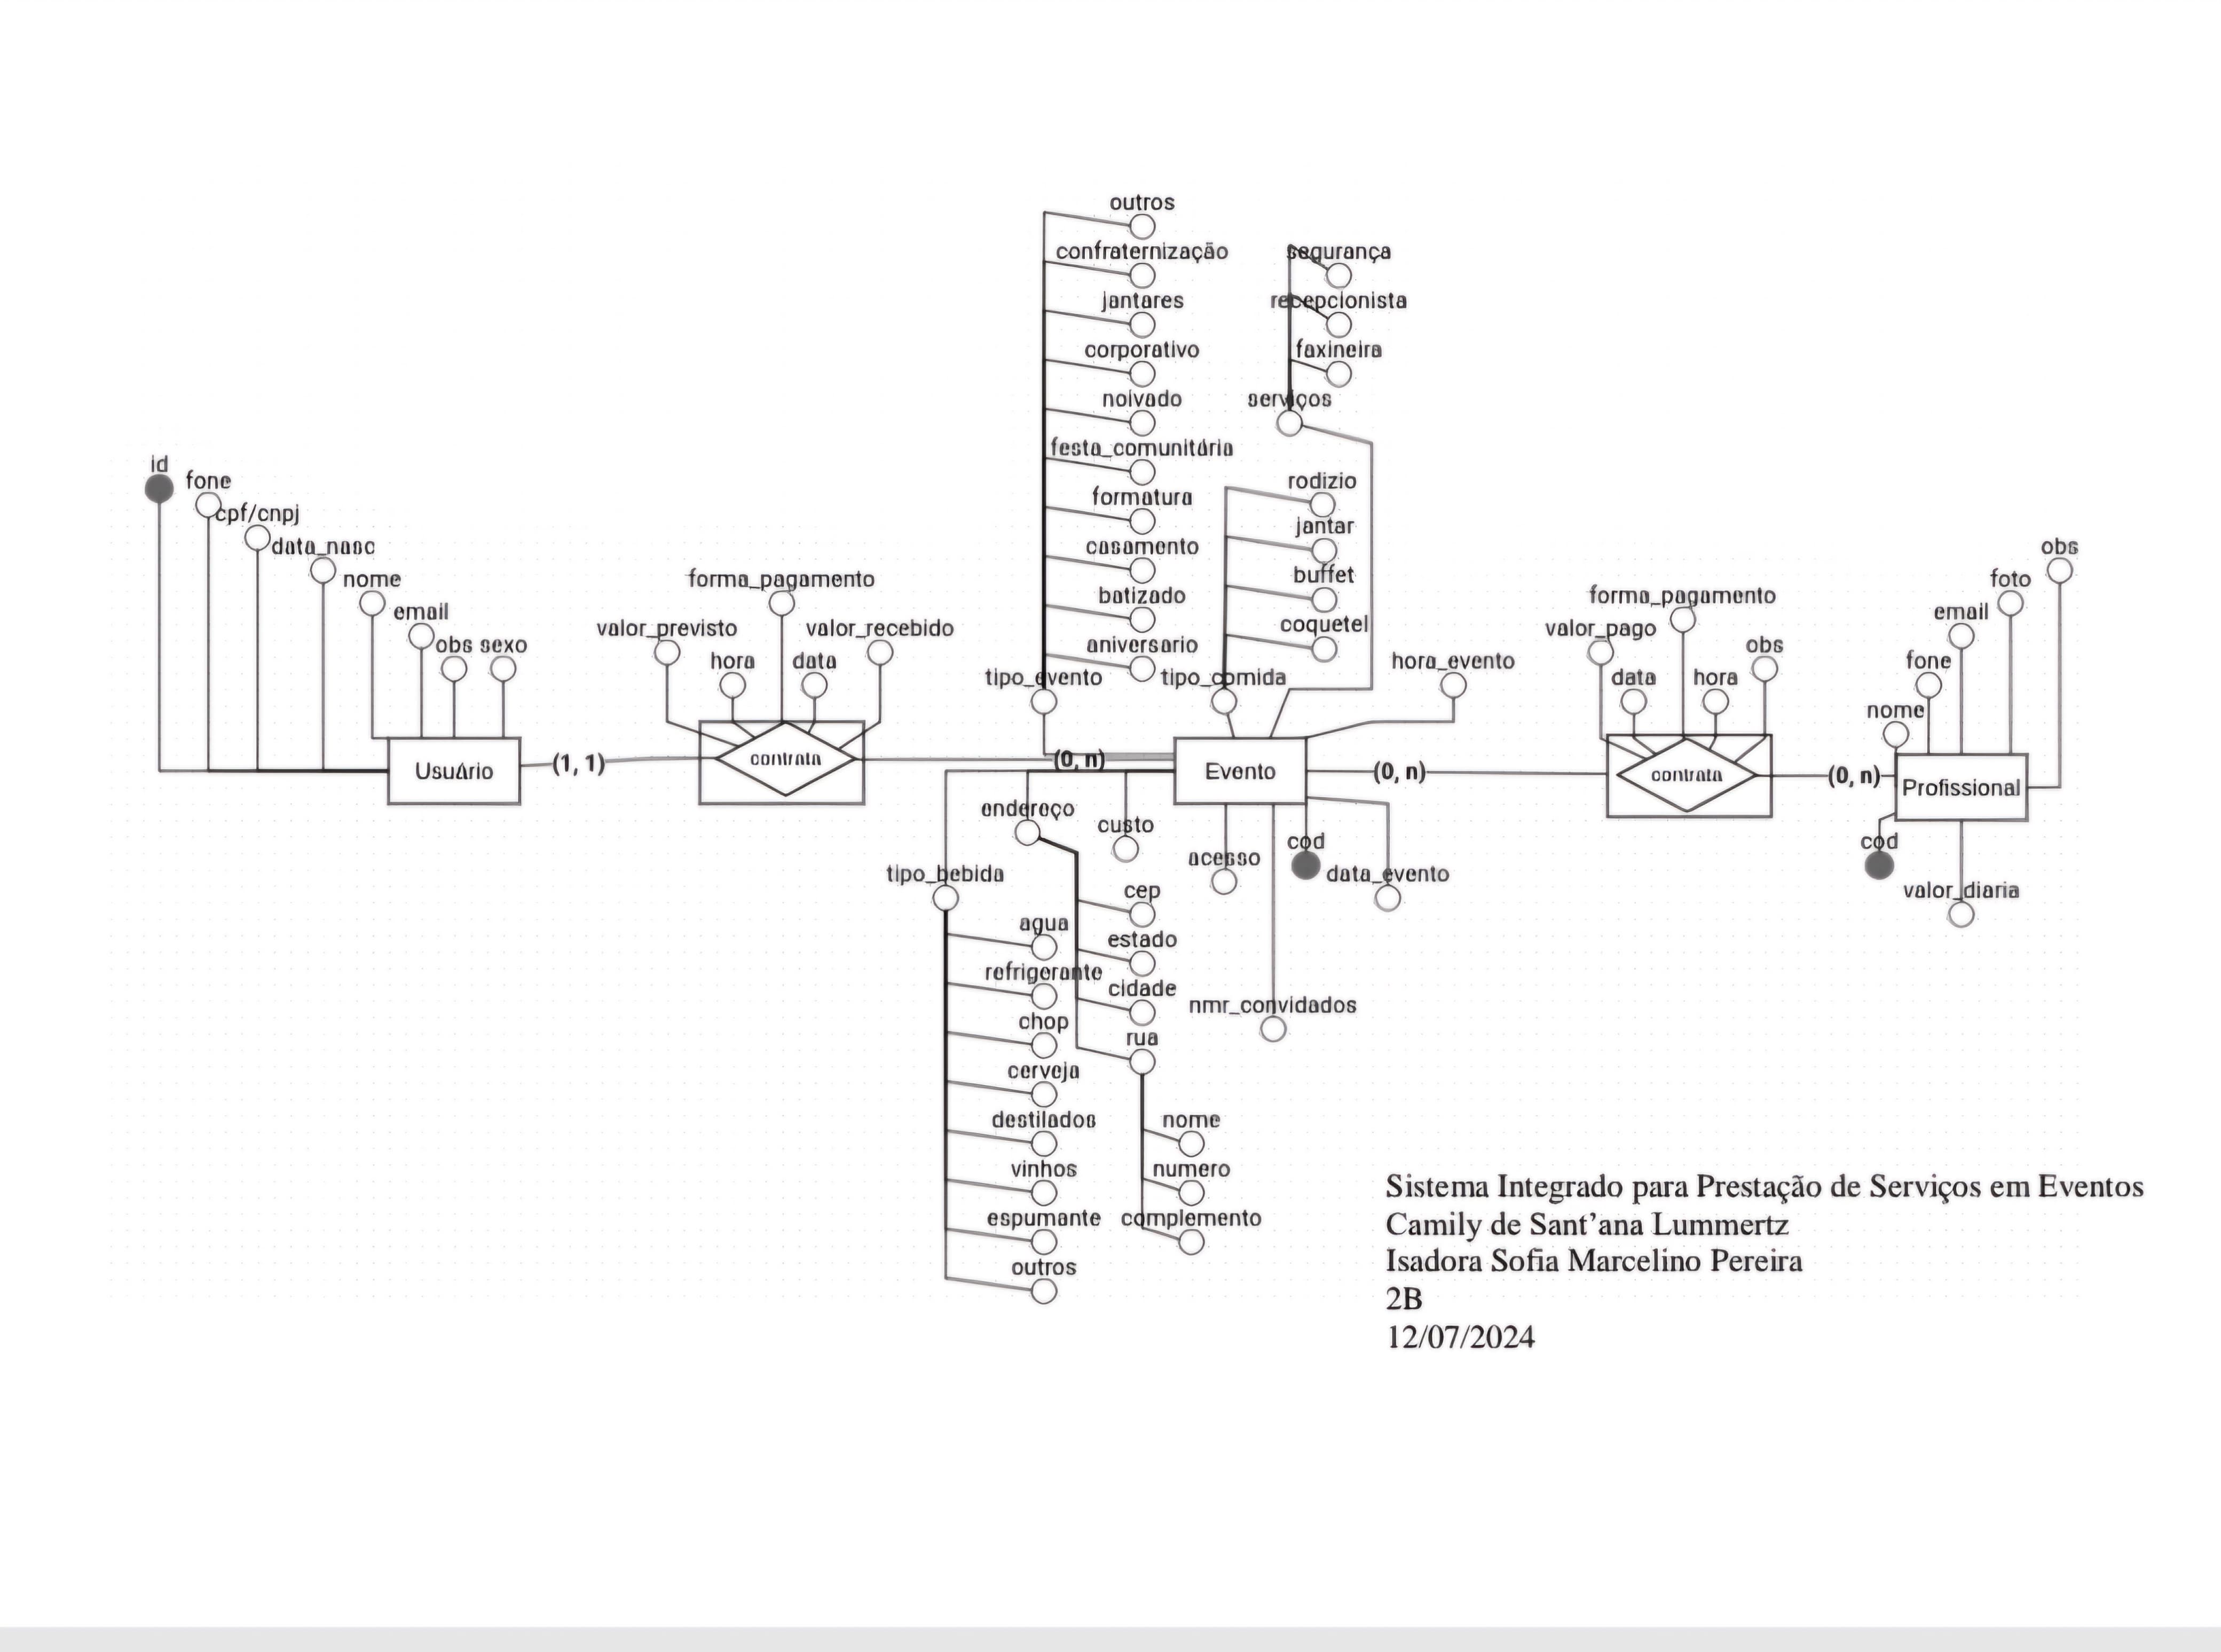 outros
confraternização
segurança
jantares
recepcionista
corporativo
faxineira
noivado
serviços
festa_comunitária
id
fone
rodizio
formatura
cpf/cnpj
jantar
data_nasc
casamento
obs
nome
forma_pagamento
buffet
foto
batizado
forma_pagamento
email
email
coquetel
valor_previsto
valor_recebido
valor_pago
obs sexo
aniversario
obs
hora
data
hora_evento
fone
tipo_evento
tipo_comida
data
hora
nome
Usuário
(1, 1)
contrata
(0, n)
Evento
(0, n)
contrata
(0, n)
Profissional
endereço
custo
cod
cod
acesso
tipo_bebida
data_evento
cep
valor_diaria
agua
estado
refrigerante
cidade
nmr_convidados
chop
rua
cerveja
destilados
nome
vinhos
numero
espumante
complemento
outros
Sistema Integrado para Prestação de Serviços em Eventos
Camily de Sant’ana Lummertz
Isadora Sofia Marcelino Pereira
2B
12/07/2024